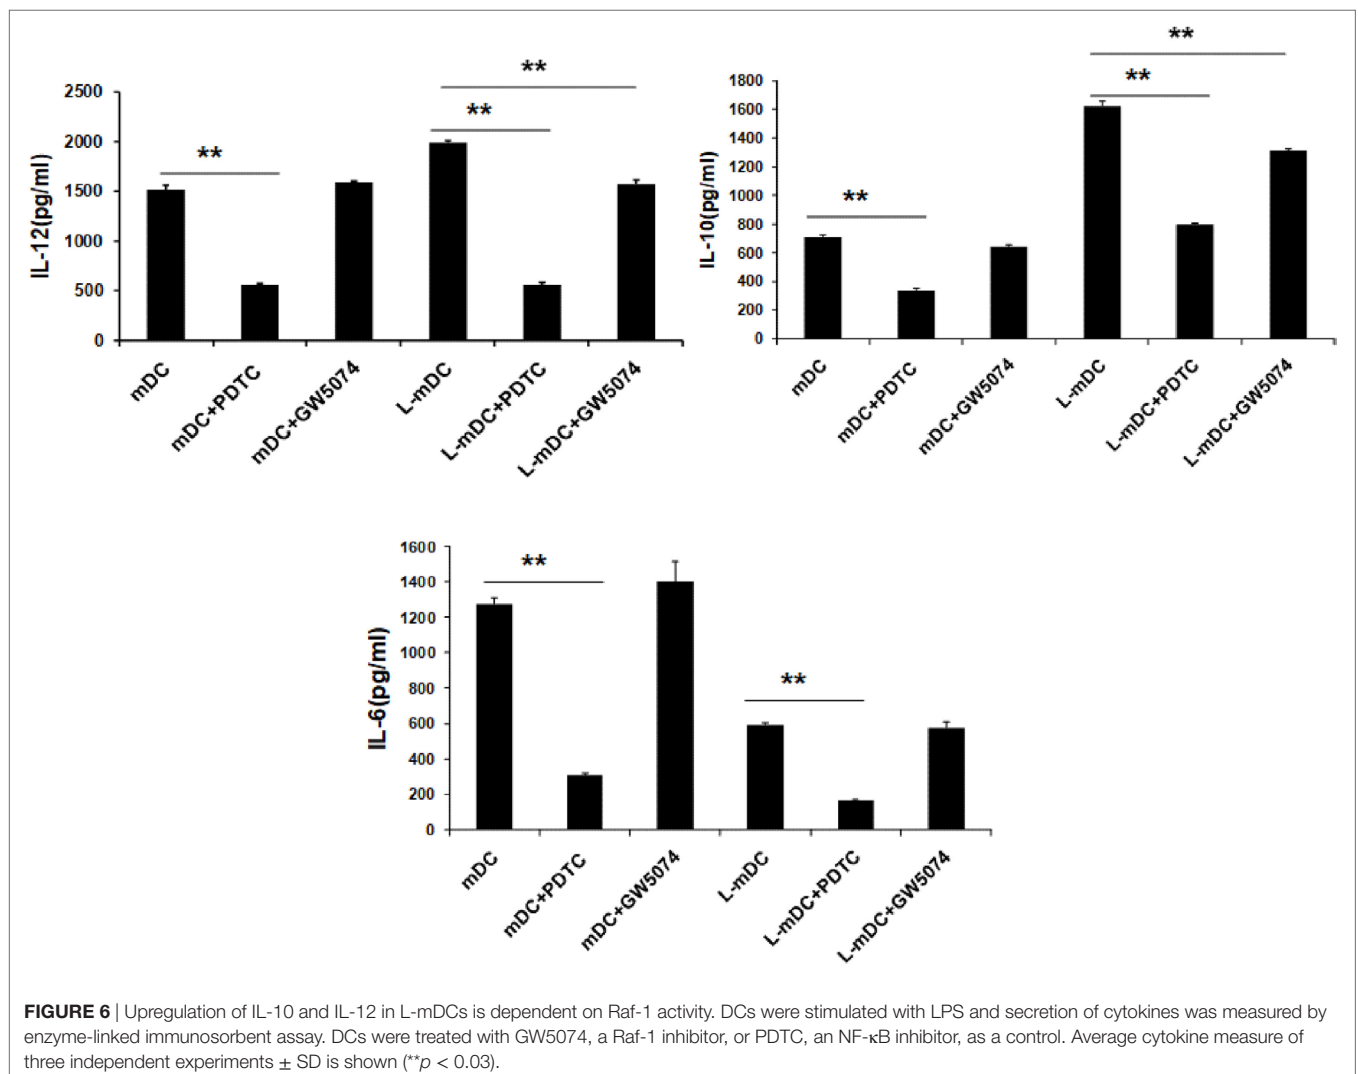 **
**
**
2500
2000
1500
1000
500
0
IL-12(pg/ml)
mDC
mDC+PDTC
mDC+GW5074
L-mDC
L-mDC+PDTC
L-mDC+GW5074
**
**
**
1800
1600
1400
1200
1000
800
600
400
200
0
IL-10(pg/ml)
mDC
mDC+PDTC
mDC+GW5074
L-mDC
L-mDC+PDTC
L-mDC+GW5074
**
**
1600
1400
1200
1000
800
600
400
200
0
IL-6(pg/ml)
mDC
mDC+PDTC
mDC+GW5074
L-mDC
L-mDC+PDTC
L-mDC+GW5074
FIGURE 6 | Upregulation of IL-10 and IL-12 in L-mDCs is dependent on Raf-1 activity. DCs were stimulated with LPS and secretion of cytokines was measured by
enzyme-linked immunosorbent assay. DCs were treated with GW5074, a Raf-1 inhibitor, or PDTC, an NF-κB inhibitor, as a control. Average cytokine measure of
three independent experiments ± SD is shown (**p < 0.03).